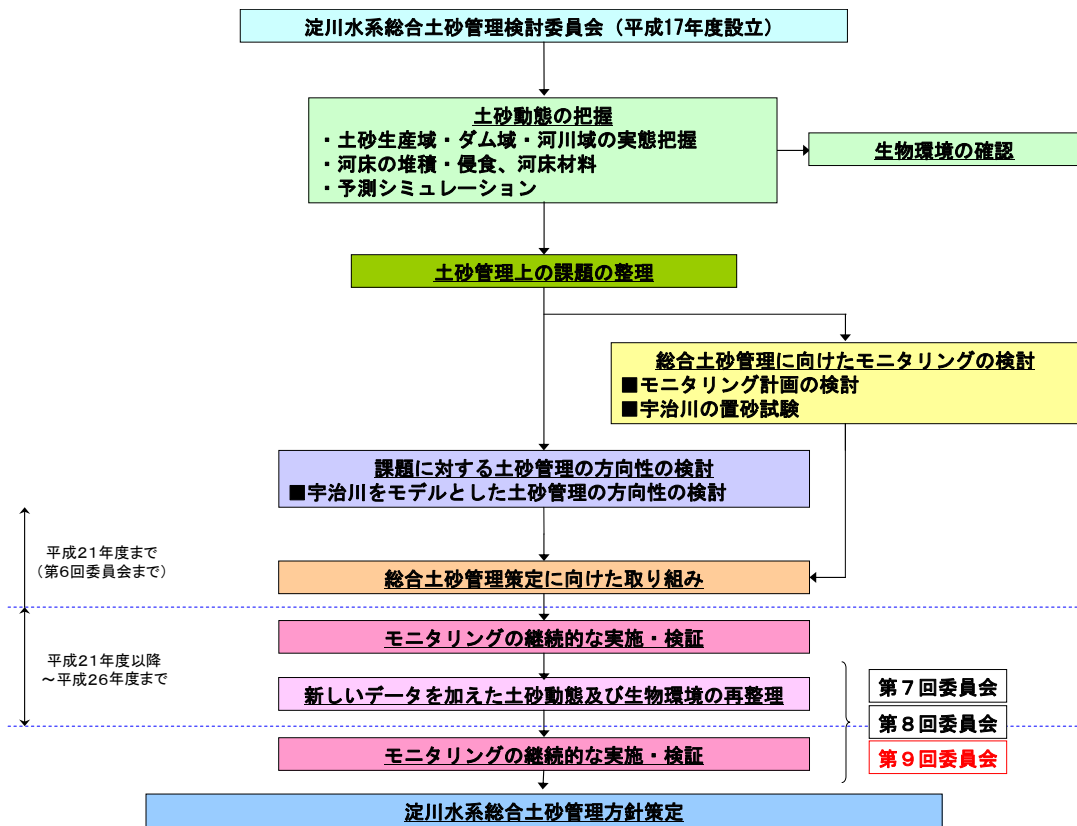 淀川水系総合土砂管理検討委員会（平成17年度設立）
土砂動態の把握
・土砂生産域・ダム域・河川域の実態把握
・河床の堆積・侵食、河床材料
・予測シミュレーション
生物環境の確認
土砂管理上の課題の整理
総合土砂管理に向けたモニタリングの検討
■モニタリング計画の検討
■宇治川の置砂試験
課題に対する土砂管理の方向性の検討
■宇治川をモデルとした土砂管理の方向性の検討
平成21年度まで
（第6回委員会まで）
総合土砂管理策定に向けた取り組み
モニタリングの継続的な実施・検証
平成21年度以降
～平成26年度まで
新しいデータを加えた土砂動態及び生物環境の再整理
第７回委員会
第８回委員会
第９回委員会
モニタリングの継続的な実施・検証
淀川水系総合土砂管理方針策定